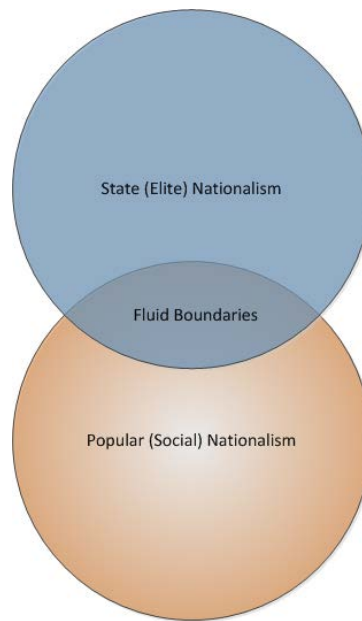 State (Elite) Nationalism
Fluid Boundaries
Popular (Social) Nationalism